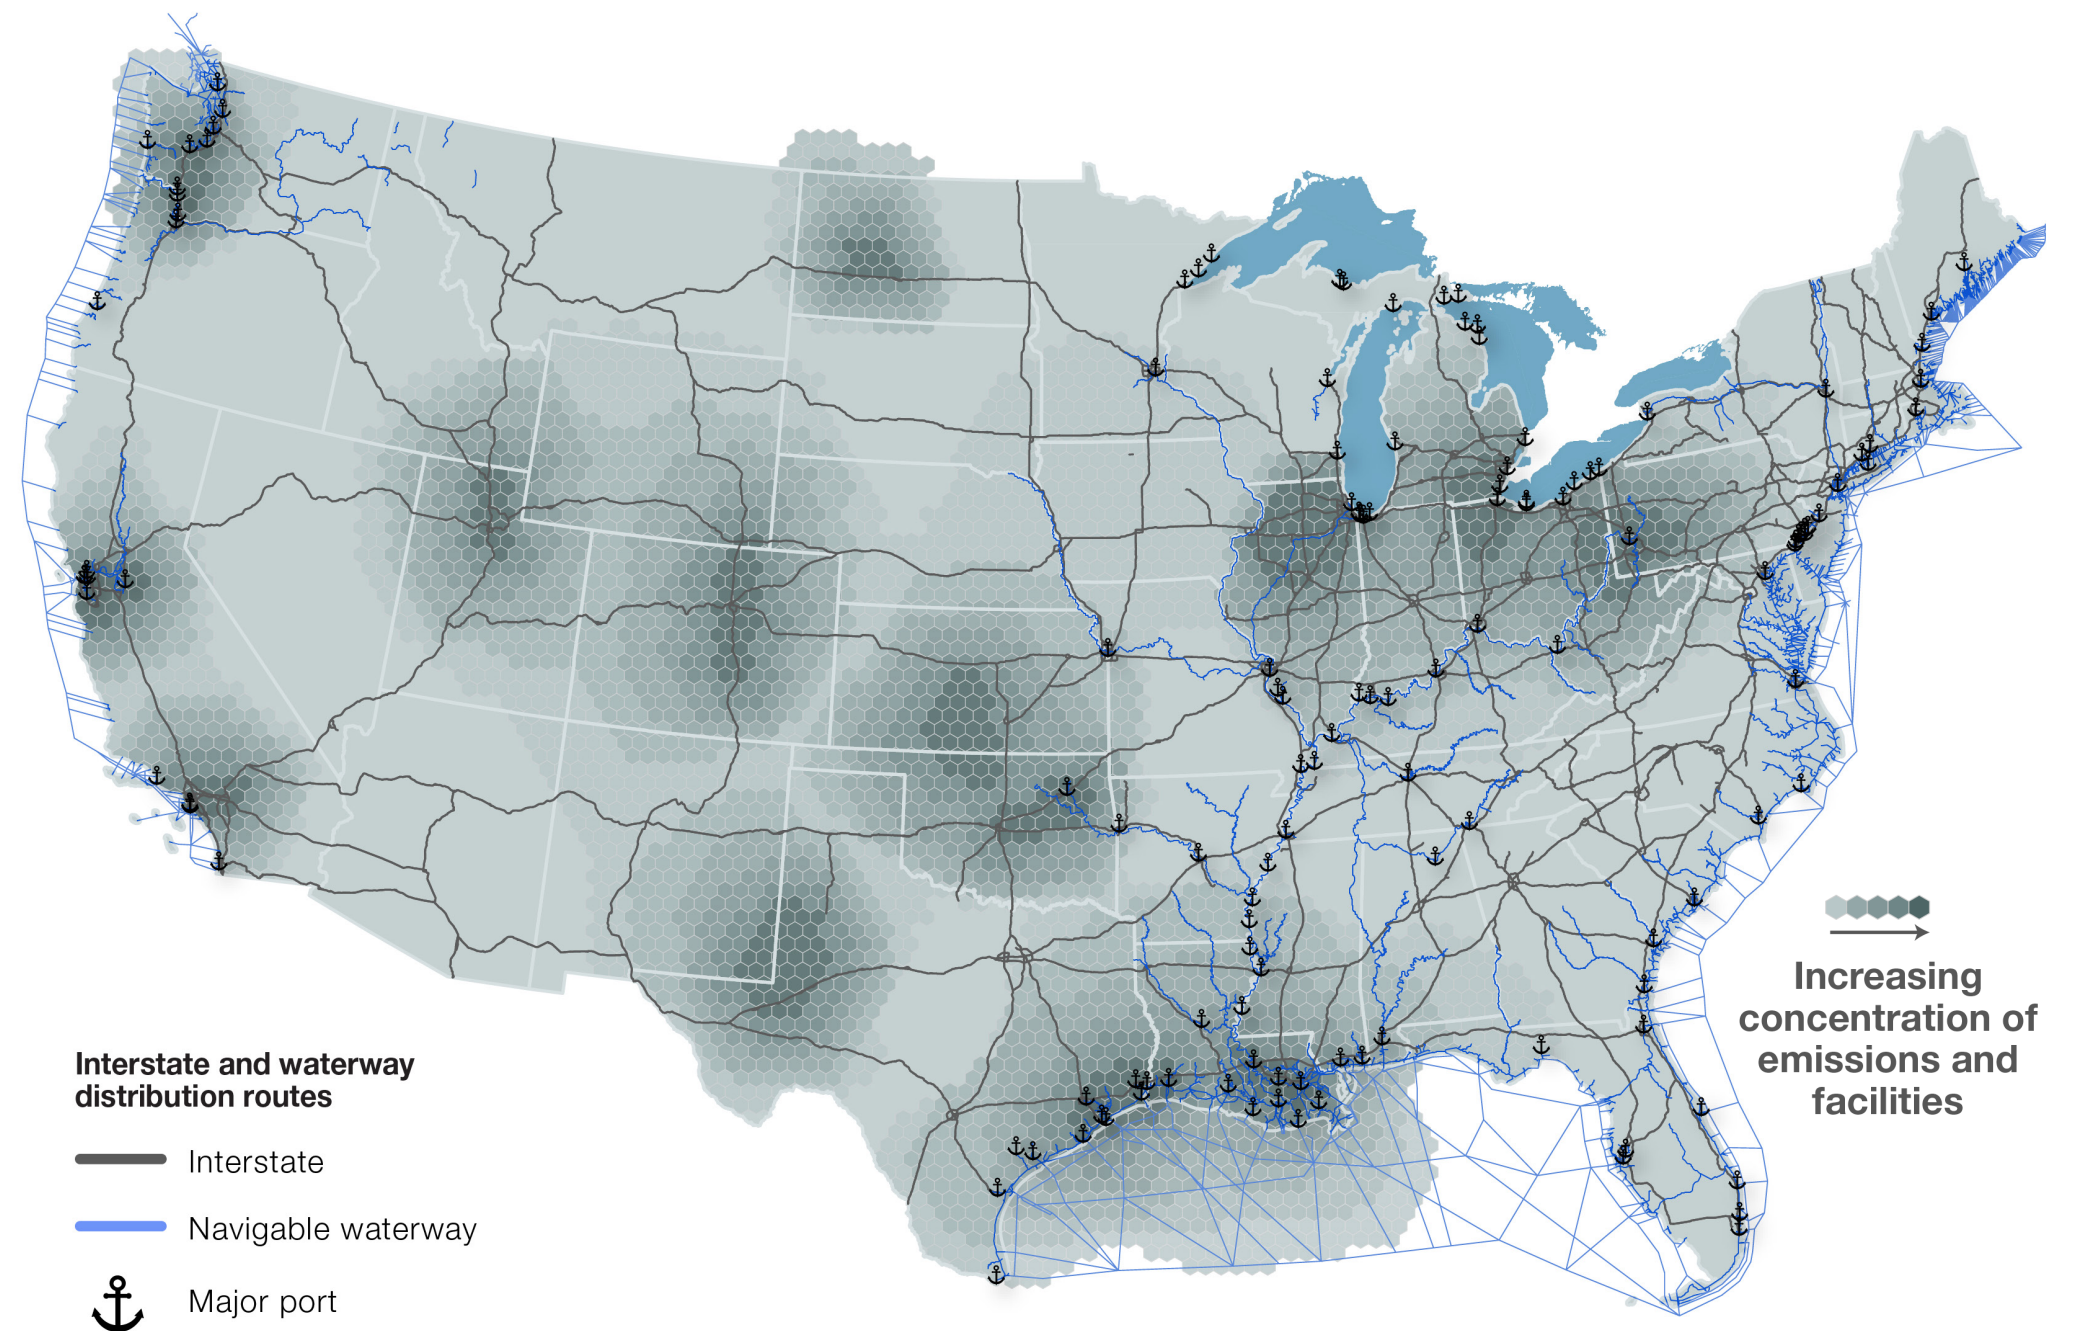 Increasing
concentration of
emissions and
facilities
Interstate and waterway
distribution routes
Interstate
Navigable waterway
Major port